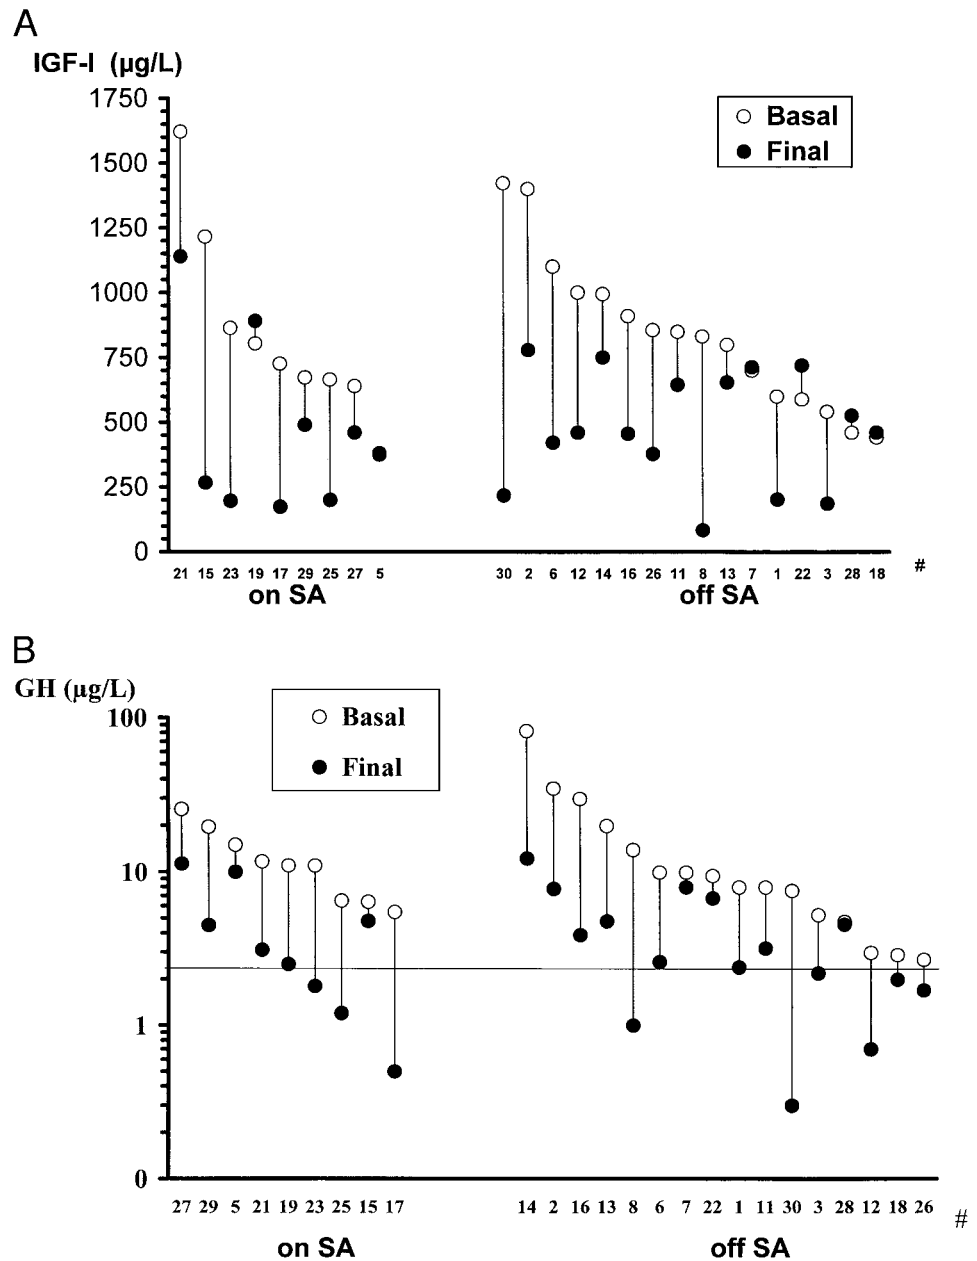 A
IGF-I (µg/L)
1750
1500
1250
1000
750
500
250
0
Basal
Final
21 15 23 19 17 29 25 27 5
30 2 6 12 14 16 26 11 8 13 7 1 22 3 28 18 #
on SA
off SA
B
GH (µg/L)
100
10
1
0
Basal
Final
27 29 5 21 19 23 25 15 17
14 2 16 13 8 6 7 22 1 11 30 3 28 12 18 26 #
on SA
off SA